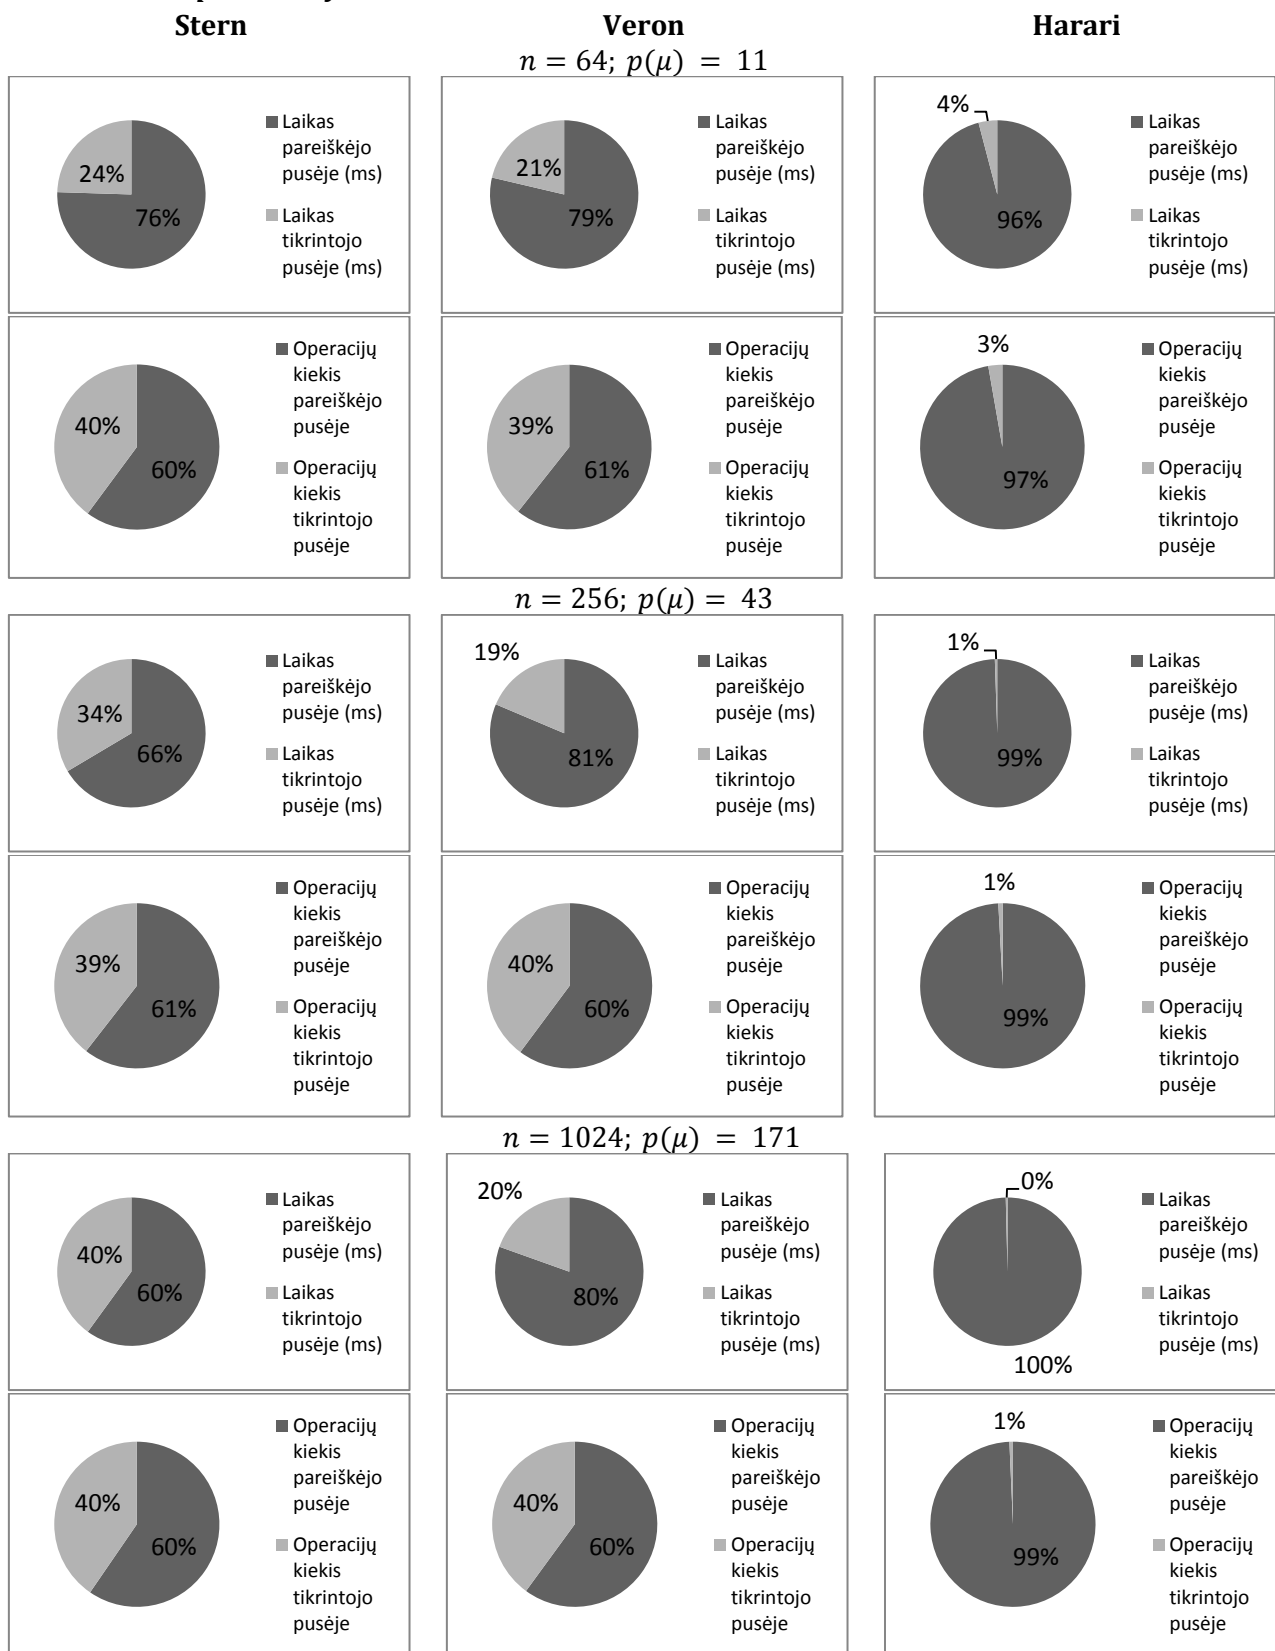 Stern Veron Harari
n = 64; p(μ) = 11
24%
76%
Laikas
pareiškėjo
pusėje (ms)
Laikas
tikrintojo
pusėje (ms)
21%
79%
Laikas
pareiškėjo
pusėje (ms)
Laikas
tikrintojo
pusėje (ms)
4%
96%
Laikas
pareiškėjo
pusėje (ms)
Laikas
tikrintojo
pusėje (ms)
40%
60%
Operacijų
kiekis
pareiškėjo
pusėje
Operacijų
kiekis
tikrintojo
pusėje
39%
61%
Operacijų
kiekis
pareiškėjo
pusėje
Operacijų
kiekis
tikrintojo
pusėje
3%
97%
Operacijų
kiekis
pareiškėjo
pusėje
Operacijų
kiekis
tikrintojo
pusėje
n = 256; p(μ) = 43
34%
66%
Laikas
pareiškėjo
pusėje (ms)
Laikas
tikrintojo
pusėje (ms)
19%
81%
Laikas
pareiškėjo
pusėje (ms)
Laikas
tikrintojo
pusėje (ms)
1%
99%
Laikas
pareiškėjo
pusėje (ms)
Laikas
tikrintojo
pusėje (ms)
39%
61%
Operacijų
kiekis
pareiškėjo
pusėje
Operacijų
kiekis
tikrintojo
pusėje
40%
60%
Operacijų
kiekis
pareiškėjo
pusėje
Operacijų
kiekis
tikrintojo
pusėje
1%
99%
Operacijų
kiekis
pareiškėjo
pusėje
Operacijų
kiekis
tikrintojo
pusėje
n = 1024; p(μ) = 171
40%
60%
Laikas
pareiškėjo
pusėje (ms)
Laikas
tikrintojo
pusėje (ms)
20%
80%
Laikas
pareiškėjo
pusėje (ms)
Laikas
tikrintojo
pusėje (ms)
0%
100%
Laikas
pareiškėjo
pusėje (ms)
Laikas
tikrintojo
pusėje (ms)
40%
60%
Operacijų
kiekis
pareiškėjo
pusėje
Operacijų
kiekis
tikrintojo
pusėje
40%
60%
Operacijų
kiekis
pareiškėjo
pusėje
Operacijų
kiekis
tikrintojo
pusėje
1%
99%
Operacijų
kiekis
pareiškėjo
pusėje
Operacijų
kiekis
tikrintojo
pusėje